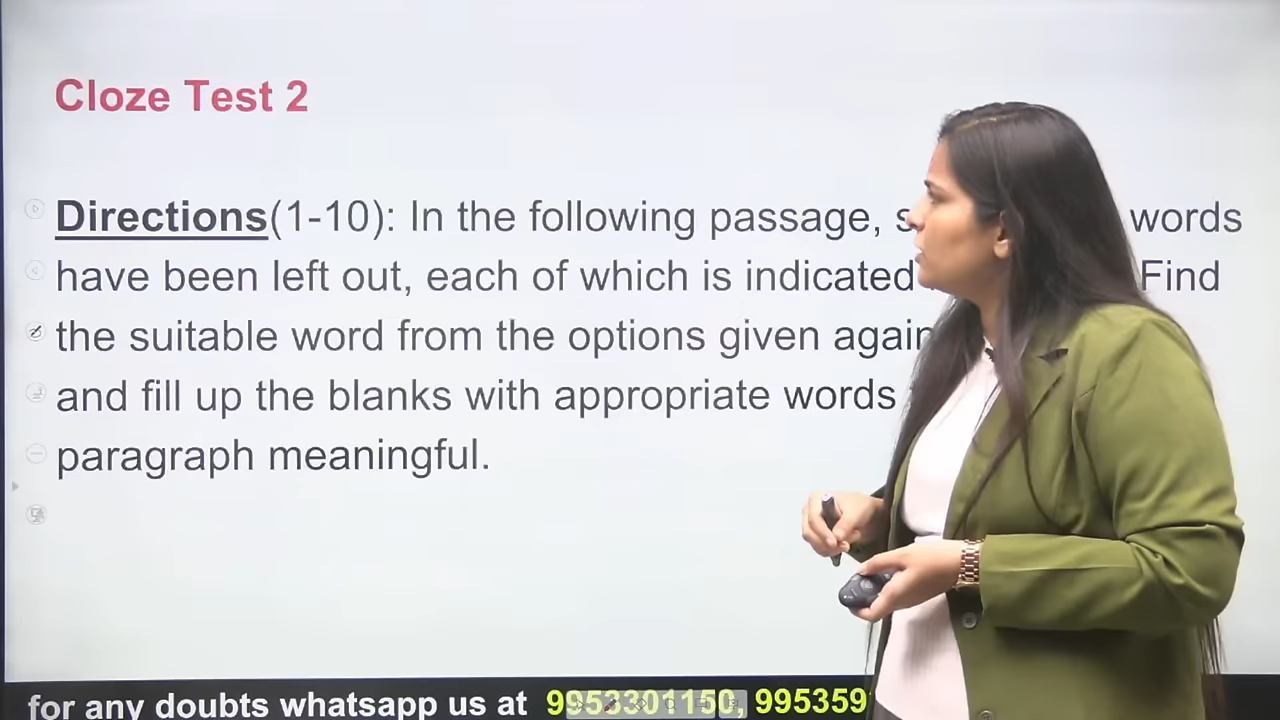 Cloze Test 2
Directions(1-10): In the following passage, words
have been left out, each of which is indicated Find
the suitable word from the options given
and fill up the blanks with appropriate words
paragraph meaningful.
for any doubts whatsapp us at 9953301150, 995359